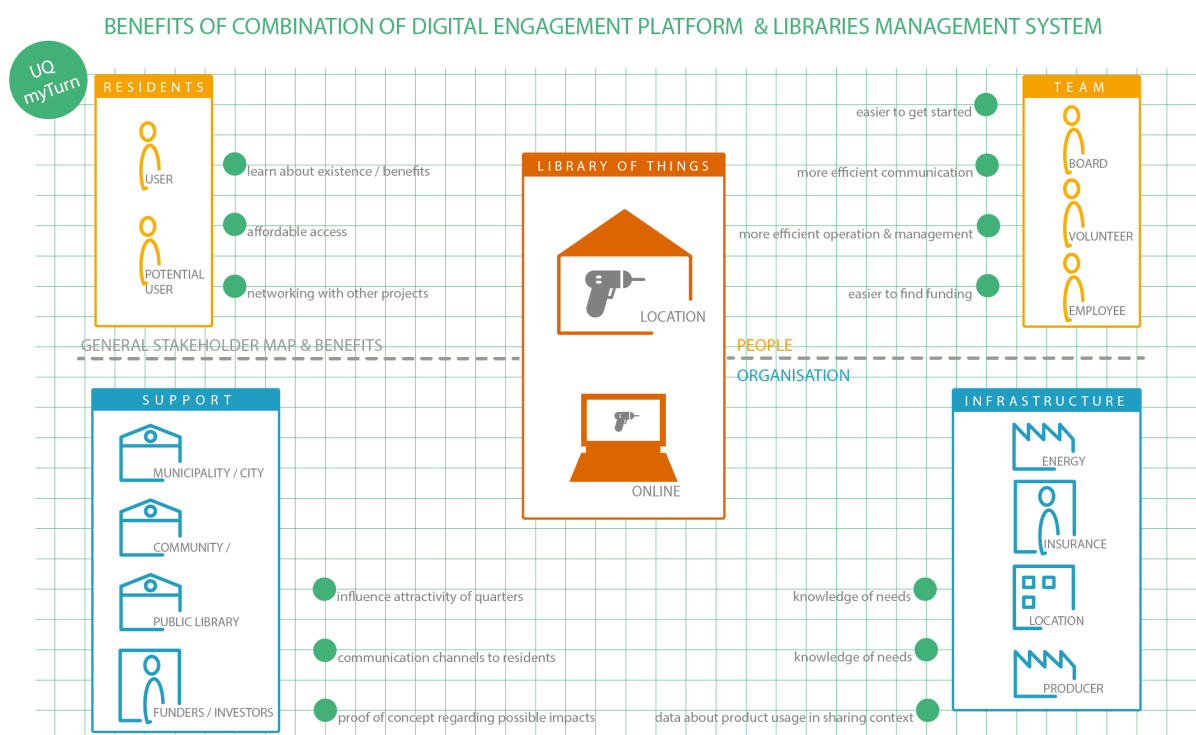 BENEFITS OF COMBINATION OF DIGITAL ENGAGEMENT PLATFORM & LIBRARIES MANAGEMENT SYSTEM
UQ
myTurn
RESIDENTS
USER
POTENTIAL
USER
learn about existence / benefits
affordable access
networking with other projects
LIBRARY OF THINGS
LOCATION
ONLINE
easier to get started
more efficient communication
more efficient operation & management
easier to find funding
TEAM
BOARD
VOLUNTEER
EMPLOYEE
GENERAL STAKEHOLDER MAP & BENEFITS
PEOPLE
ORGANISATION
SUPPORT
MUNICIPALITY / CITY
COMMUNITY /
PUBLIC LIBRARY
FUNDERS / INVESTORS
influence attractivity of quarters
communication channels to residents
proof of concept regarding possible impacts
knowledge of needs
knowledge of needs
data about product usage in sharing context
INFRASTRUCTURE
ENERGY
INSURANCE
LOCATION
PRODUCER